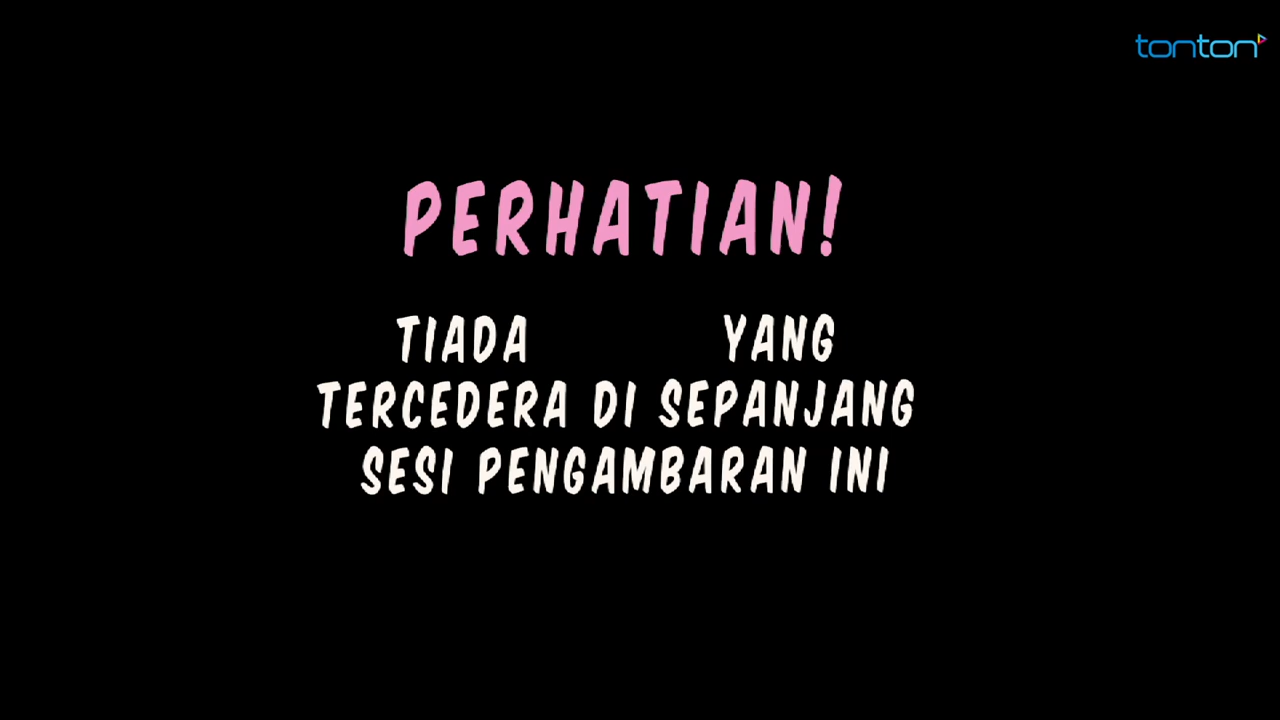 tonton
PERHATIAN!
TIADA YANG
TERCEDERA DI SEPANJANG
SESI PENGAMBARAN INI